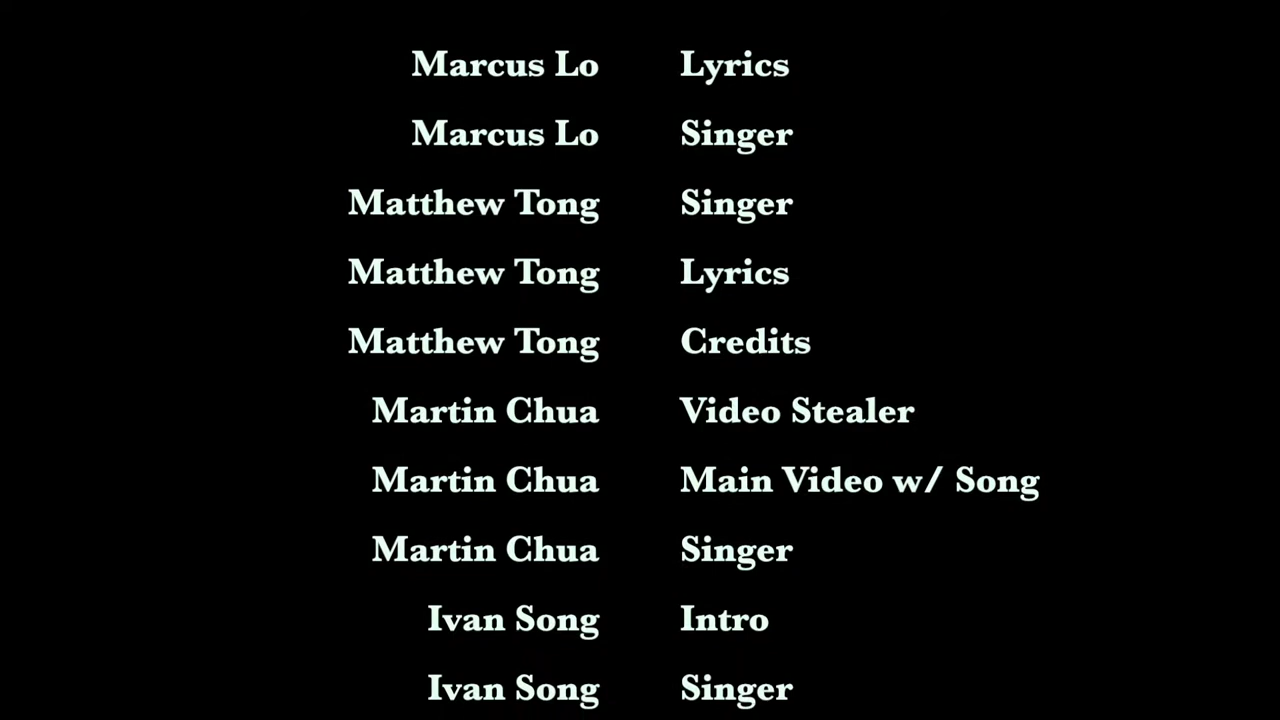 Marcus Lo Lyrics
Marcus Lo Singer
Matthew Tong Singer
Matthew Tong Lyrics
Matthew Tong Credits
Martin Chua Video Stealer
Martin Chua Main Video w/ Song
Martin Chua Singer
Ivan Song Intro
Ivan Song Singer